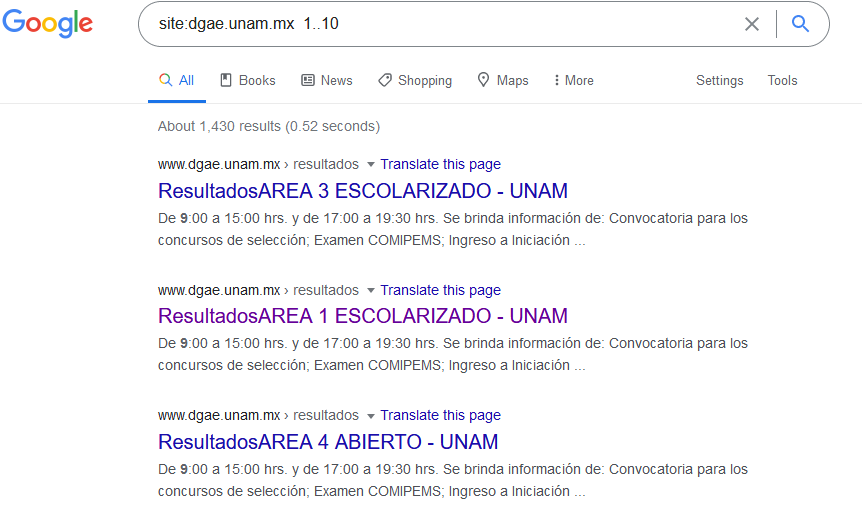 Google
site:dgae.unam.mx 1..10
All Books News Shopping Maps More Settings Tools
About 1,430 results (0.52 seconds)
www.dgae.unam.mx › resultados Translate this page
ResultadosAREA 3 ESCOLARIZADO - UNAM
De 9:00 a 15:00 hrs. y de 17:00 a 19:30 hrs. Se brinda información de: Convocatoria para los
concursos de selección; Examen COMIPEMS; Ingreso a Iniciación ...
www.dgae.unam.mx › resultados Translate this page
ResultadosAREA 1 ESCOLARIZADO - UNAM
De 9:00 a 15:00 hrs. y de 17:00 a 19:30 hrs. Se brinda información de: Convocatoria para los
concursos de selección; Examen COMIPEMS; Ingreso a Iniciación ...
www.dgae.unam.mx › resultados Translate this page
ResultadosAREA 4 ABIERTO - UNAM
De 9:00 a 15:00 hrs. y de 17:00 a 19:30 hrs. Se brinda información de: Convocatoria para los
concursos de selección; Examen COMIPEMS; Ingreso a Iniciación ...